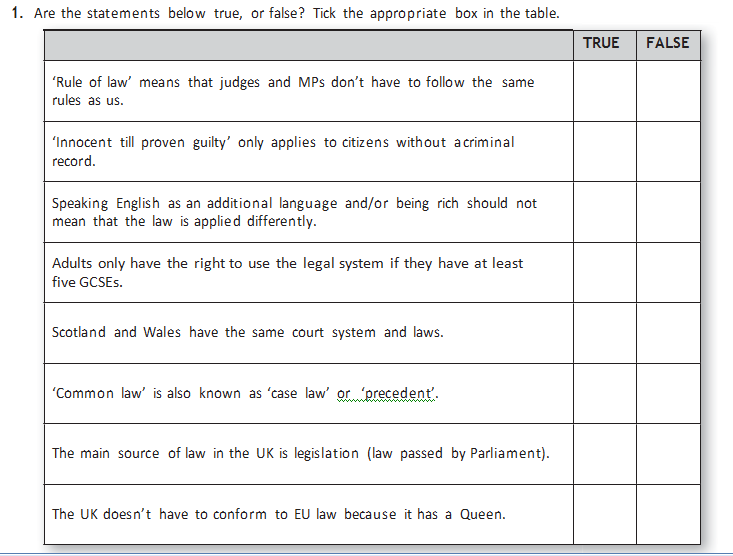 1. Are the statements below true, or false? Tick the appropriate box in the table.
TRUE FALSE
‘Rule of law’ means that judges and MPs don’t have to follow the same
rules as us.
‘Innocent till proven guilty’ only applies to citizens without a criminal
record.
Speaking English as an additional language and/or being rich should not
mean that the law is applied differently.
Adults only have the right to use the legal system if they have at least
five GCSEs.
Scotland and Wales have the same court system and laws.
‘Common law’ is also known as ‘case law’ or ‘precedent’.
The main source of law in the UK is legislation (law passed by Parliament).
The UK doesn’t have to conform to EU law because it has a Queen.